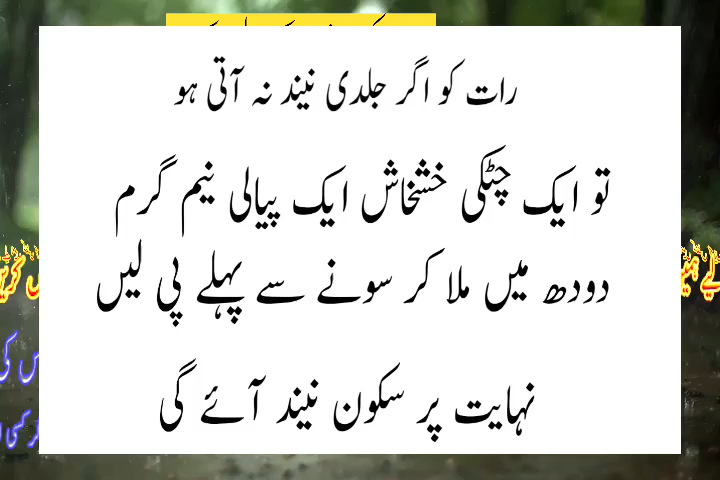 رات کو اگر جلدی نیند نہ آتی ہو
تو ایک چٹکی خشخاش ایک پیالی نیم گرم
دودھ میں ملا کر سونے سے پہلے پی لیں
نہایت پر سکون نیند آئے گی